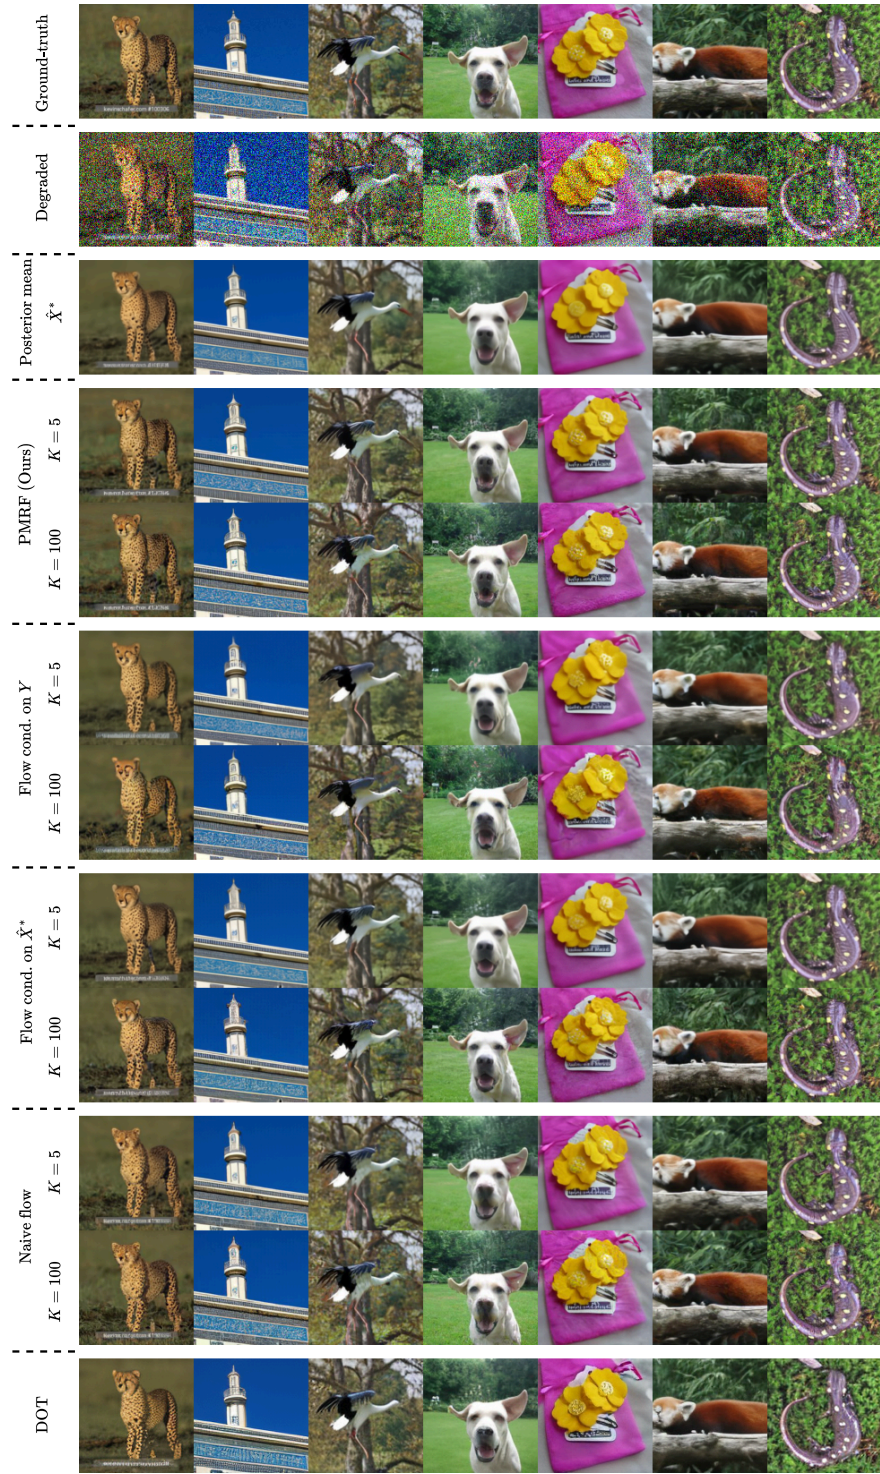 Ground-truth
Degraded
Posterior mean
X̂*
PMRF (Ours)
K = 5
K = 100
Flow cond. on Y
K = 5
K = 100
Flow cond. on X̂*
K = 5
K = 100
Naive flow
K = 5
K = 100
DOT